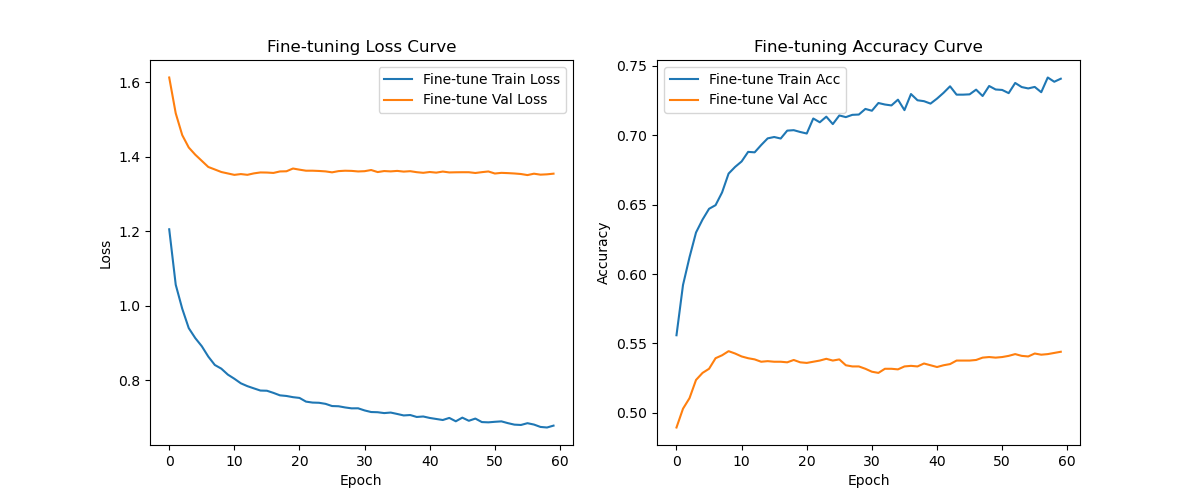 Fine-tuning Loss Curve
Fine-tune Train Loss
Fine-tune Val Loss
1.6
1.4
1.2
1.0
0.8
Loss
0 10 20 30 40 50 60
Epoch
Fine-tuning Accuracy Curve
Fine-tune Train Acc
Fine-tune Val Acc
0.75
0.70
0.65
0.60
0.55
0.50
Accuracy
0 10 20 30 40 50 60
Epoch